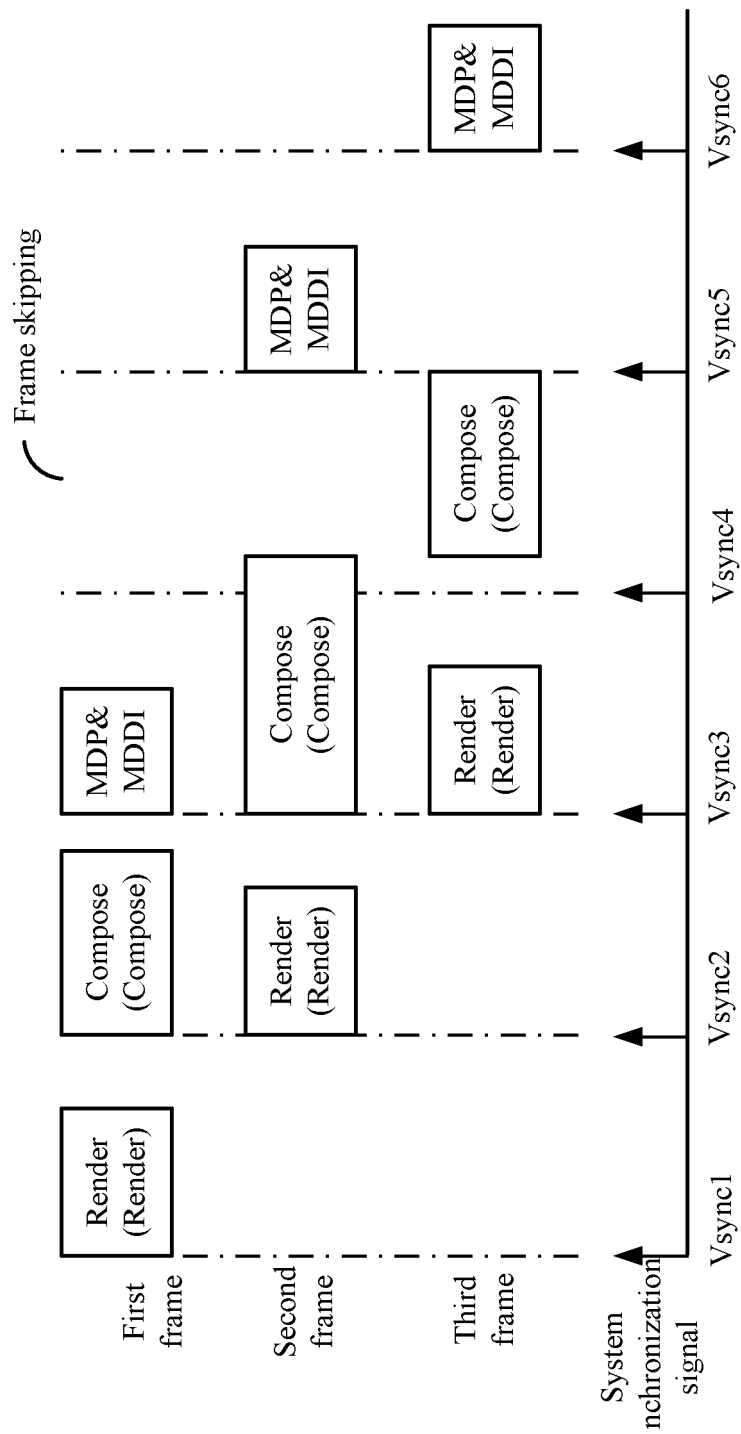 Frame skipping
First
frame
Render
(Render)
Compose
(Compose)
MDP&
MDDI
Second
frame
Render
(Render)
Compose
(Compose)
MDP&
MDDI
Third
frame
Render
(Render)
Compose
(Compose)
MDP&
MDDI
System
nchronization
signal
Vsync1
Vsync2
Vsync3
Vsync4
Vsync5
Vsync6